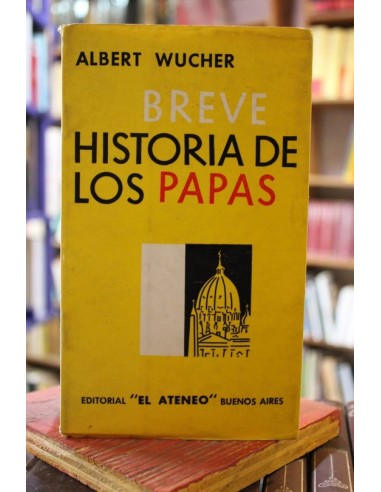 ALBERT WUCHER
BREVE
HISTORIA DE
LOS PAPAS
EDITORIAL "EL ATENEO" BUENOS AIRES